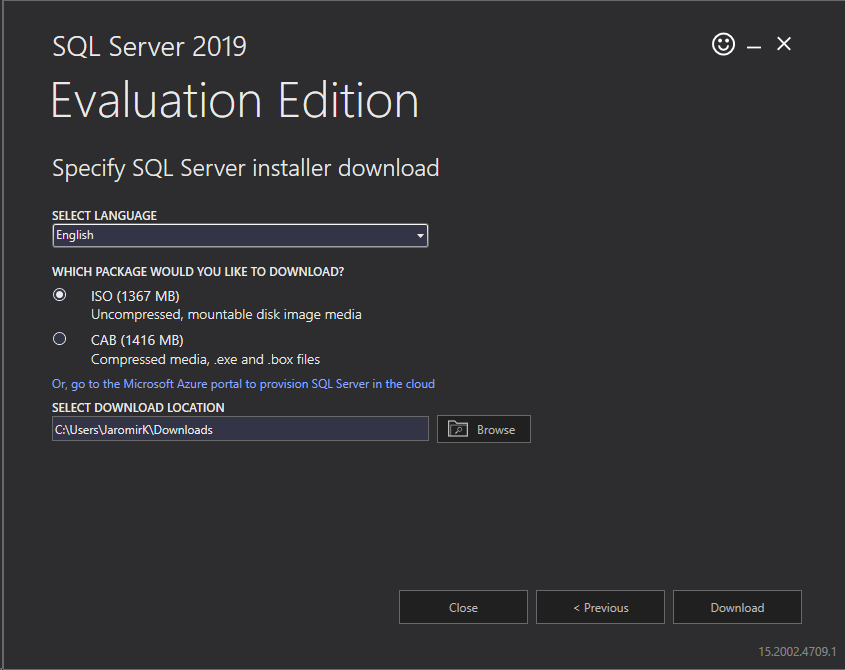 SQL Server 2019
Evaluation Edition
Specify SQL Server installer download
SELECT LANGUAGE
English
WHICH PACKAGE WOULD YOU LIKE TO DOWNLOAD?
ISO (1367 MB)
Uncompressed, mountable disk image media
CAB (1416 MB)
Compressed media, .exe and .box files
Or, go to the Microsoft Azure portal to provision SQL Server in the cloud
SELECT DOWNLOAD LOCATION
C:\Users\JaromirK\Downloads
Browse
Close
< Previous
Download
15.2002.4709.1